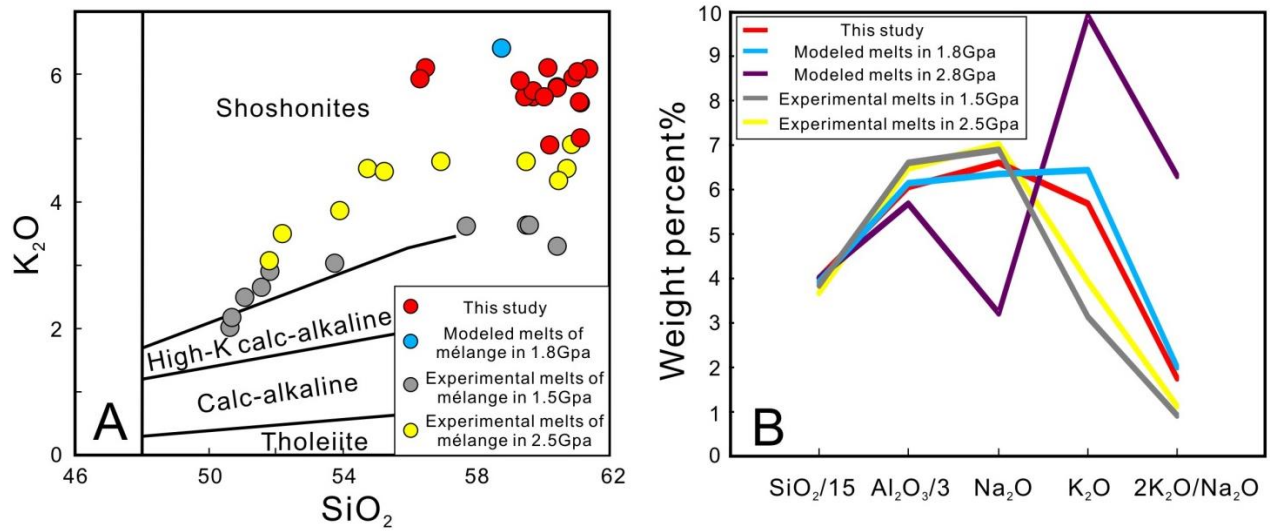 6
4
2
0
K₂O
Shoshonites
High-K calc-alkaline
Calc-alkaline
Tholeiite
A
This study
Modeled melts of
mélange in 1.8Gpa
Experimental melts of
mélange in 1.5Gpa
Experimental melts of
mélange in 2.5Gpa
46
50
54
58
62
SiO₂
10
9
8
7
6
5
4
3
2
1
0
Weight percent%
This study
Modeled melts in 1.8Gpa
Modeled melts in 2.8Gpa
Experimental melts in 1.5Gpa
Experimental melts in 2.5Gpa
B
SiO₂/15
Al₂O₃/3
Na₂O
K₂O
2K₂O/Na₂O